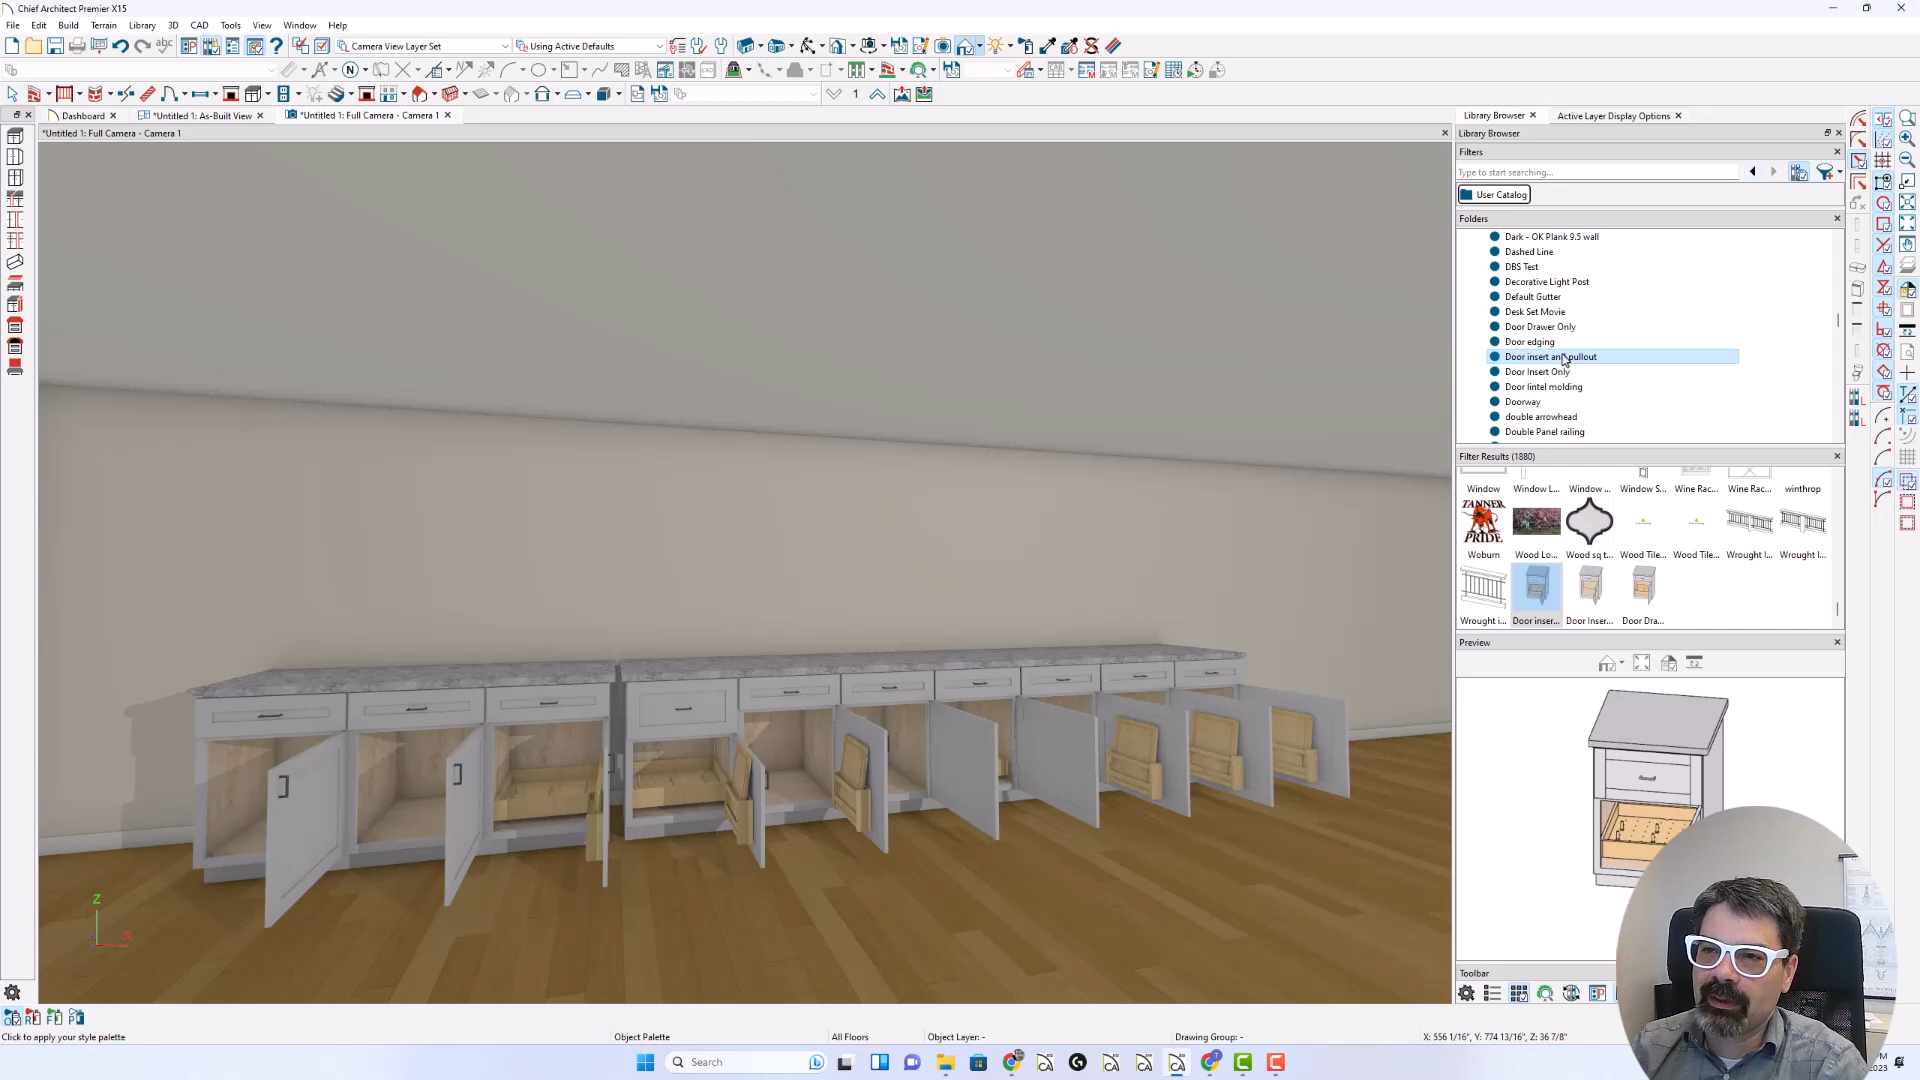 Chief Architect Premier X15
File Edit Build Terrain Library 3D CAD Tools View Window Help
Camera View Layer Set
Using Active Defaults
1
Dashboard
*Untitled 1: As-Built View
*Untitled 1: Full Camera - Camera 1
Library Browser
Active Layer Display Options
*Untitled 1: Full Camera - Camera 1
Library Browser
Filters
Type to start searching...
User Catalog
Folders
Dark - OK Plank 9.5 wall
Dashed Line
DBS Test
Decorative Light Post
Default Gutter
Desk Set Movie
Door Drawer Only
Door edging
Door insert and pullout
Door Insert Only
Door lintel molding
Doorway
double arrowhead
Double Panel railing
Filter Results (1880)
Window Window L... Window ... Window S... Wine Rac... Wine Rac... winthrop
TANNER
PRIDE
Woburn Wood Lo... Wood sq t... Wood Tile... Wood Tile... Wrought I... Wrought I...
Wrought i... Door inser... Door Inser... Door Dra...
Preview
Z
X
Toolbar
Click to apply your style palette
Object Palette
All Floors
Object Layer: -
Drawing Group: -
X: 556 1/16", Y: 774 13/16", Z: 36 7/8"
Search